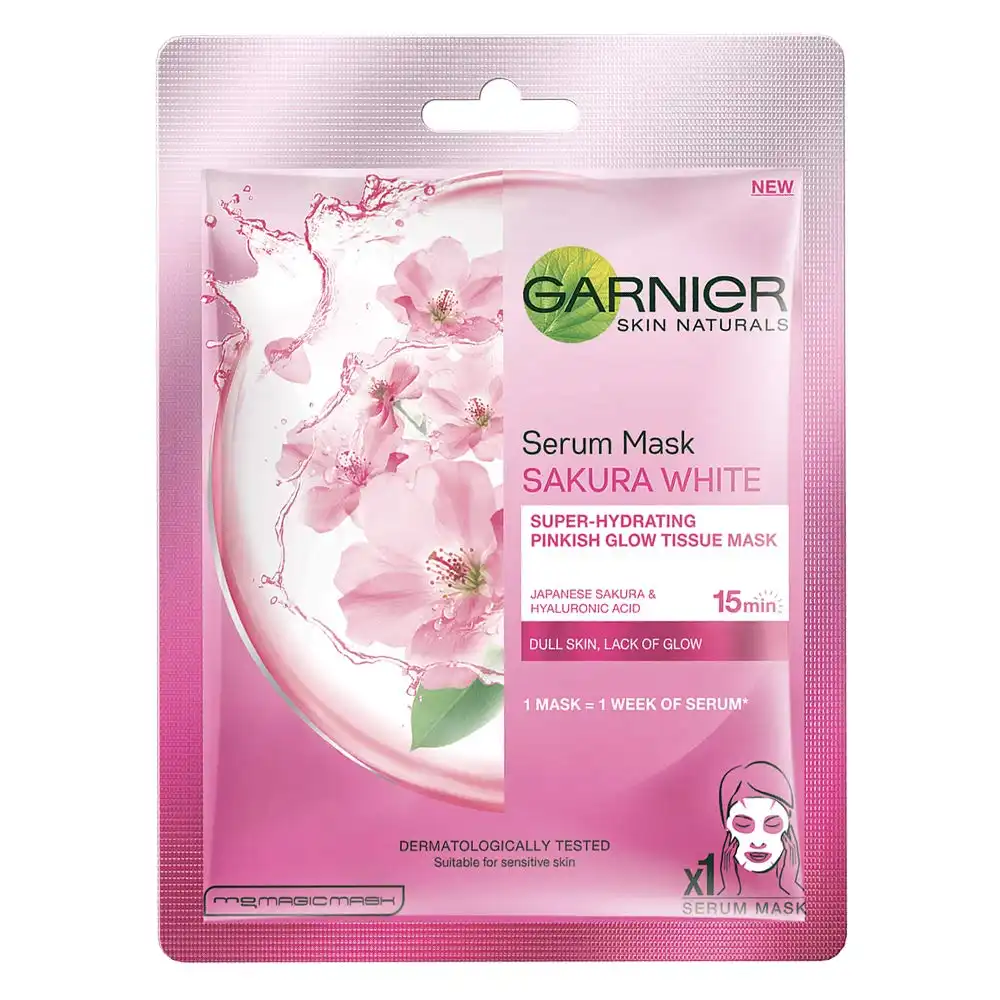 NEW
GARNIER
SKIN NATURALS
Serum Mask
SAKURA WHITE
SUPER-HYDRATING
PINKISH GLOW TISSUE MASK
JAPANESE SAKURA &
HYALURONIC ACID
15min
DULL SKIN, LACK OF GLOW
1 MASK = 1 WEEK OF SERUM*
DERMATOLOGICALLY TESTED
Suitable for sensitive skin
x1
SERUM MASK
mg MAGIC MASK